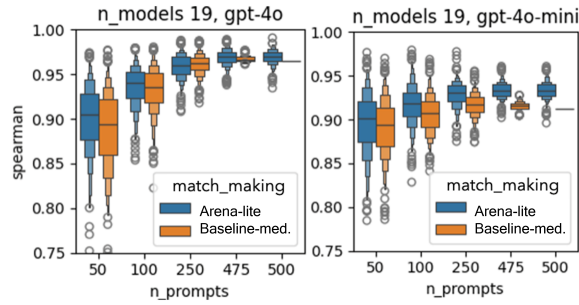 n_models 19, gpt-4o
spearman
1.00
0.95
0.90
0.85
0.80
0.75
50 100 250 475 500
n_prompts
match_making
Arena-lite
Baseline-med.
n_models 19, gpt-4o-mini
1.00
0.95
0.90
0.85
0.80
0.75
50 100 250 475 500
n_prompts
match_making
Arena-lite
Baseline-med.